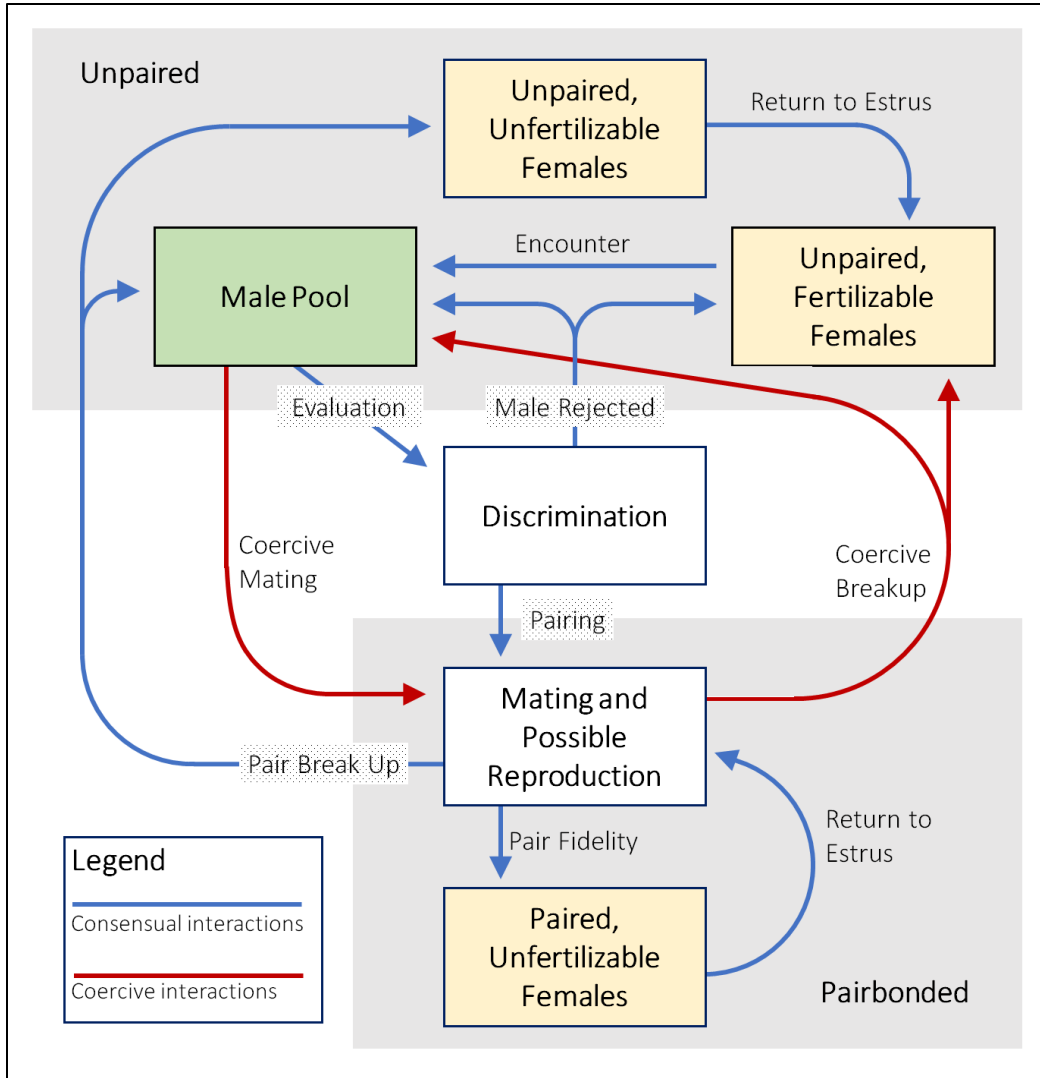 Unpaired
Unpaired,
Unfertilizable
Females
Return to Estrus
Encounter
Male Pool
Unpaired,
Fertilizable
Females
Evaluation
Male Rejected
Discrimination
Coercive
Mating
Coercive
Breakup
Pairing
Mating and
Possible
Reproduction
Pair Break Up
Pair Fidelity
Return to
Estrus
Legend
Consensual interactions
Coercive interactions
Paired,
Unfertilizable
Females
Pairbonded